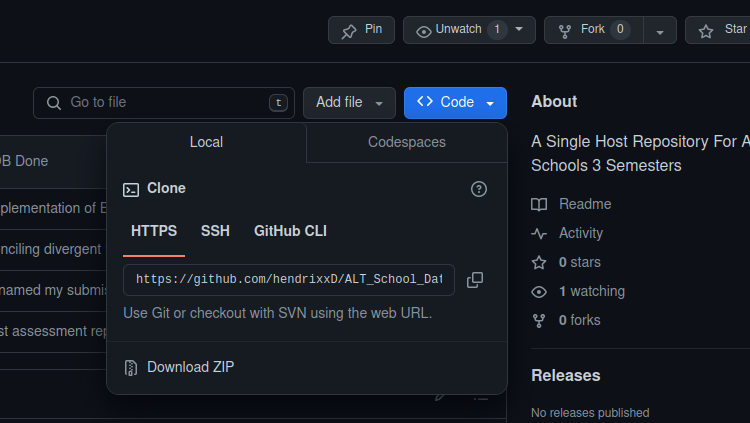 Pin
Unwatch 1
Fork 0
Star
Go to file t
Add file
<> Code
Local
Codespaces
Clone
HTTPS
SSH
GitHub CLI
https://github.com/hendrixxD/ALT_School_Dat
Use Git or checkout with SVN using the web URL.
Download ZIP
DB Done
plementation of E
nciling divergent
named my submis
st assessment rep
About
A Single Host Repository For A
Schools 3 Semesters
Readme
Activity
0 stars
1 watching
0 forks
Releases
No releases published